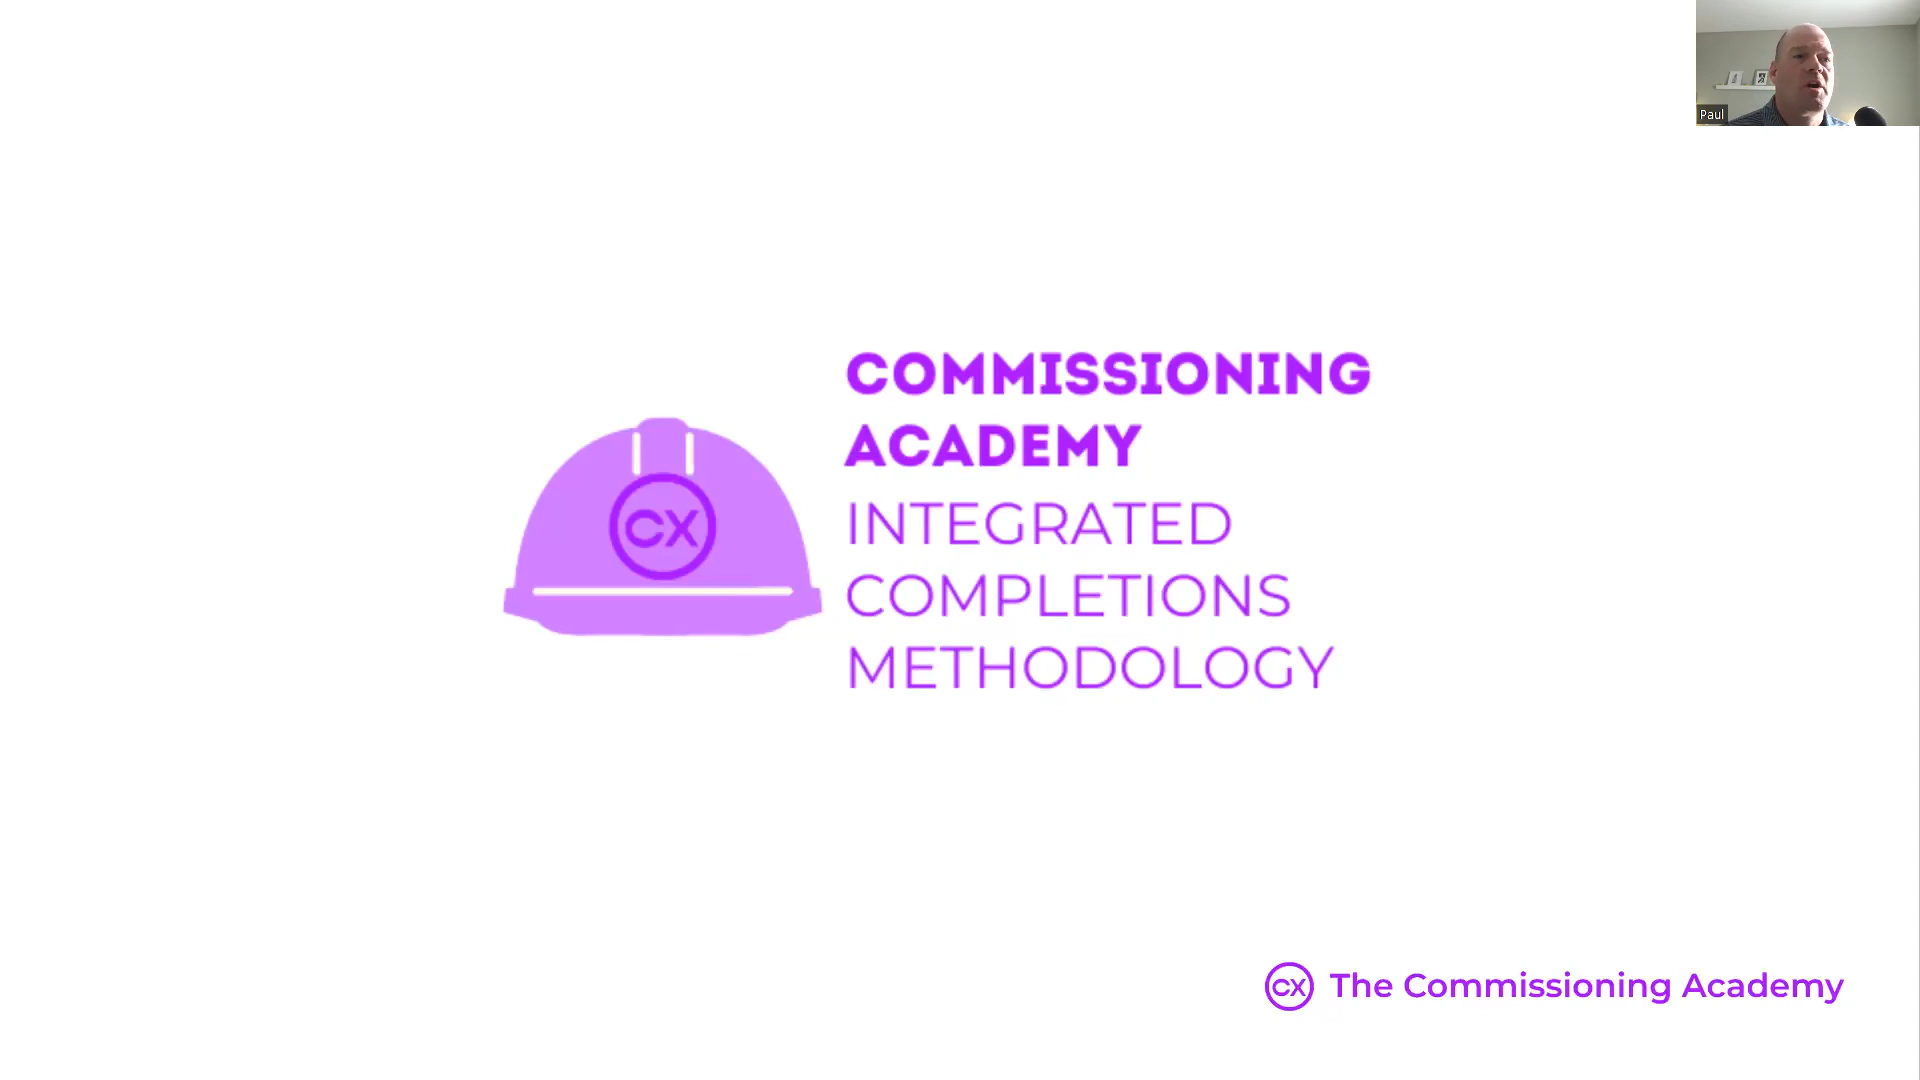 Paul
COMMISSIONING
ACADEMY
INTEGRATED
COMPLETIONS
METHODOLOGY
CX
CX The Commissioning Academy